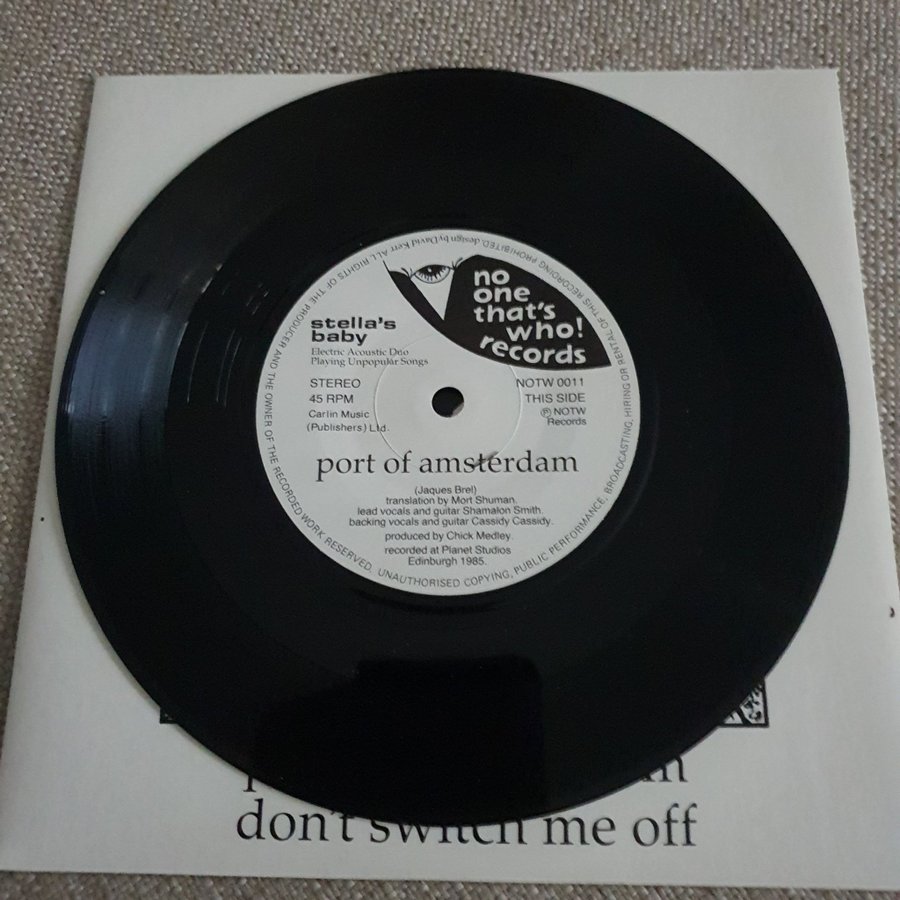 no
one
that's
who!
records
stella's
baby
Electric Acoustic Duo
Playing Unpopular Songs
STEREO
45 RPM
Carlin Music
(Publishers) Ltd.
NOTW 0011
THIS SIDE
Ⓟ NOTW
Records
port of amsterdam
(Jaques Brel)
translation by Mort Shuman.
lead vocals and guitar Shamalon Smith.
backing vocals and guitar Cassidy Cassidy.
produced by Chick Medley.
recorded at Planet Studios
Edinburgh 1985.
ALL RIGHTS OF THE PRODUCER AND THE OWNER OF THE RECORDED WORK RESERVED. UNAUTHORISED COPYING, PUBLIC PERFORMANCE, BROADCASTING, HIRING OR RENTAL OF THIS RECORDING PROHIBITED. design by David Kerr
don't switch me off